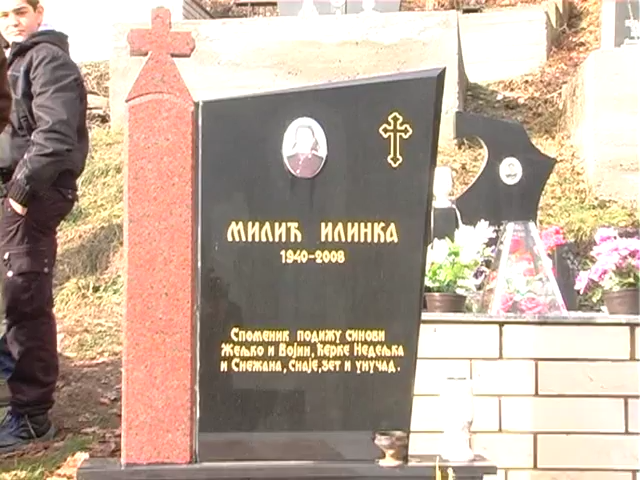 МИЛИЋ ИЛИНКА
1940-2008
Споменик подижу синови
Жељко и Војин, ћерке Недељка
и Снежана, снаје, зет и унучад.